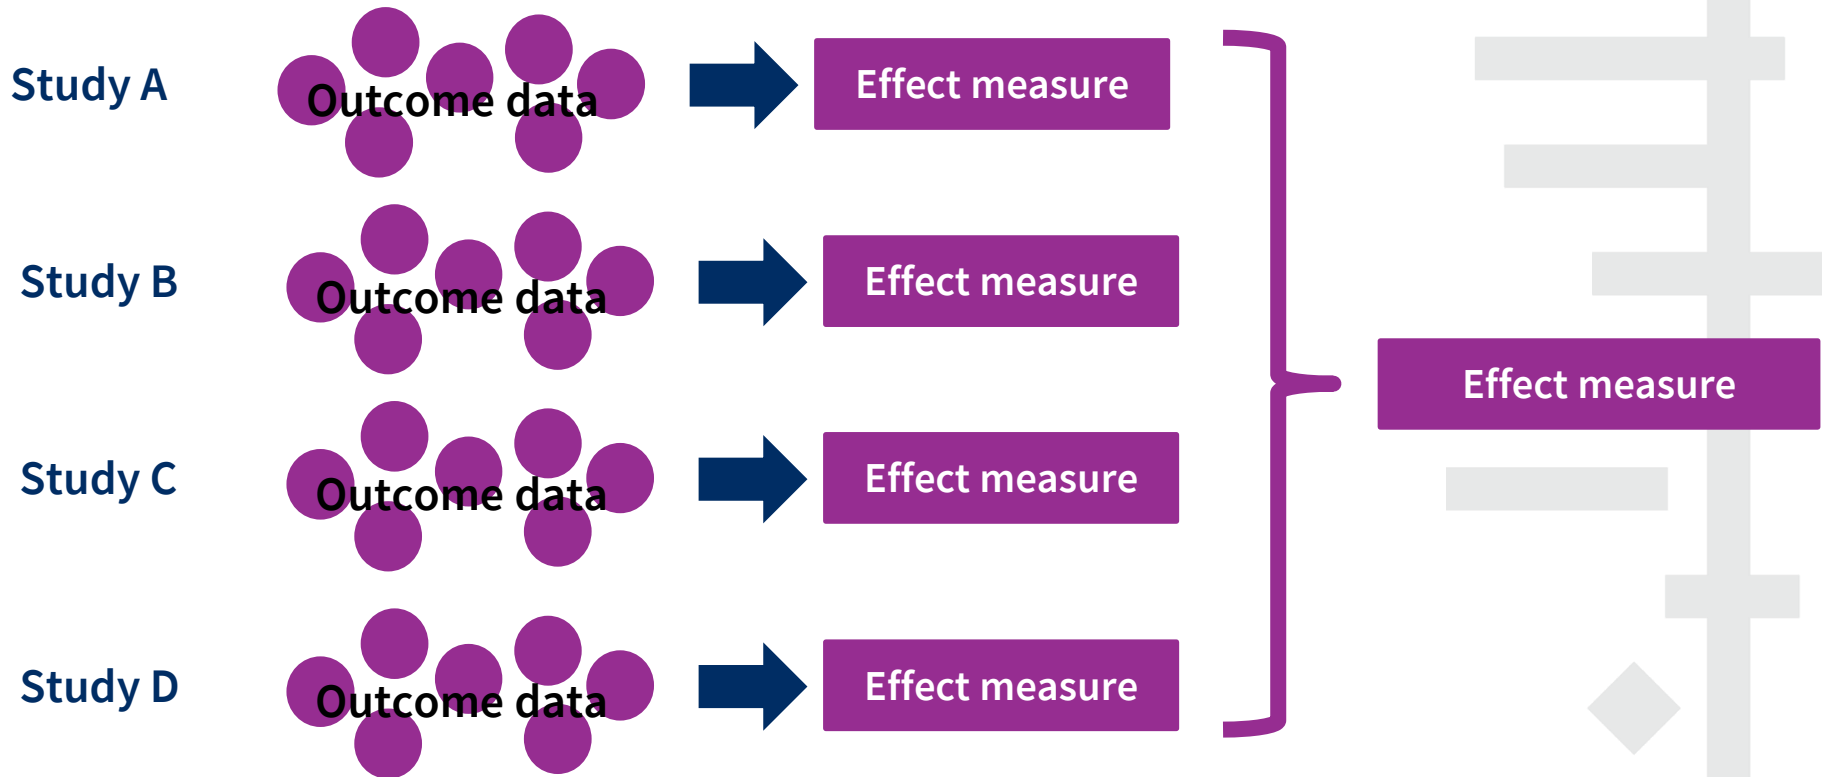 Study A
Outcome data
Effect measure
Study B
Outcome data
Effect measure
Study C
Outcome data
Effect measure
Study D
Outcome data
Effect measure
Effect measure